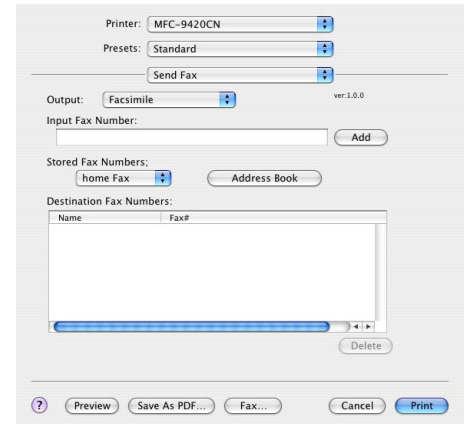 Printer: MFC-9420CN
Presets: Standard
Send Fax
Output: Facsimile ver:1.0.0
Input Fax Number:
Add
Stored Fax Numbers;
home Fax Address Book
Destination Fax Numbers:
Name Fax#
Delete
? Preview Save As PDF... Fax... Cancel Print